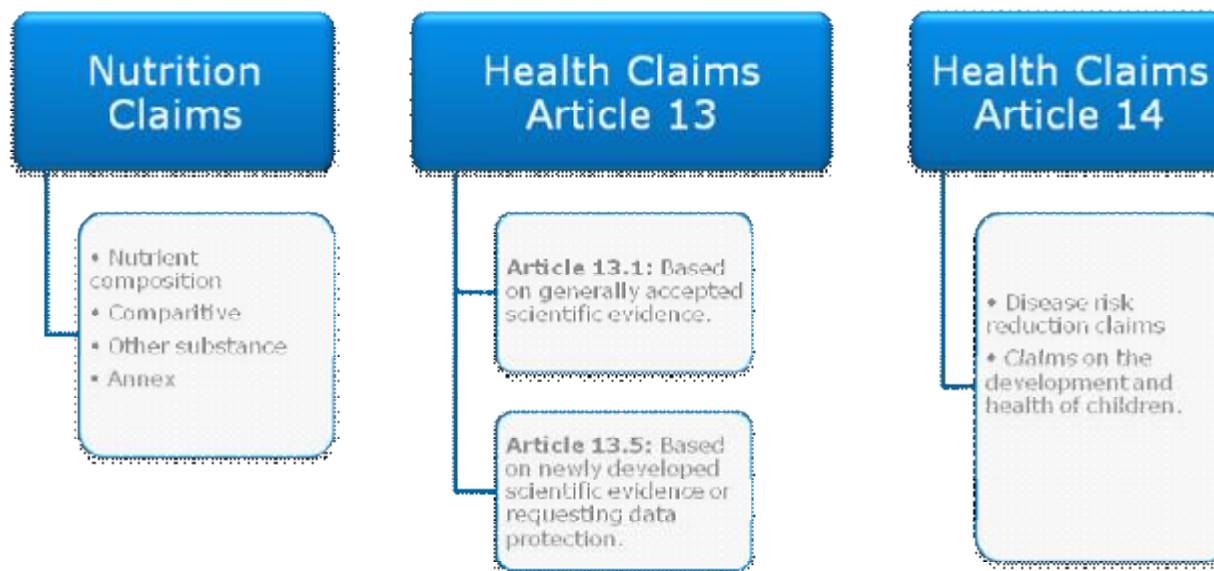 Nutrition
Claims
• Nutrient
composition
• Comparitive
• Other substance
• Annex
Health Claims
Article 13
Article 13.1: Based
on generally accepted
scientific evidence.
Article 13.5: Based
on newly developed
scientific evidence or
requesting data
protection.
Health Claims
Article 14
• Disease risk
reduction claims
• Claims on the
development and
health of children.